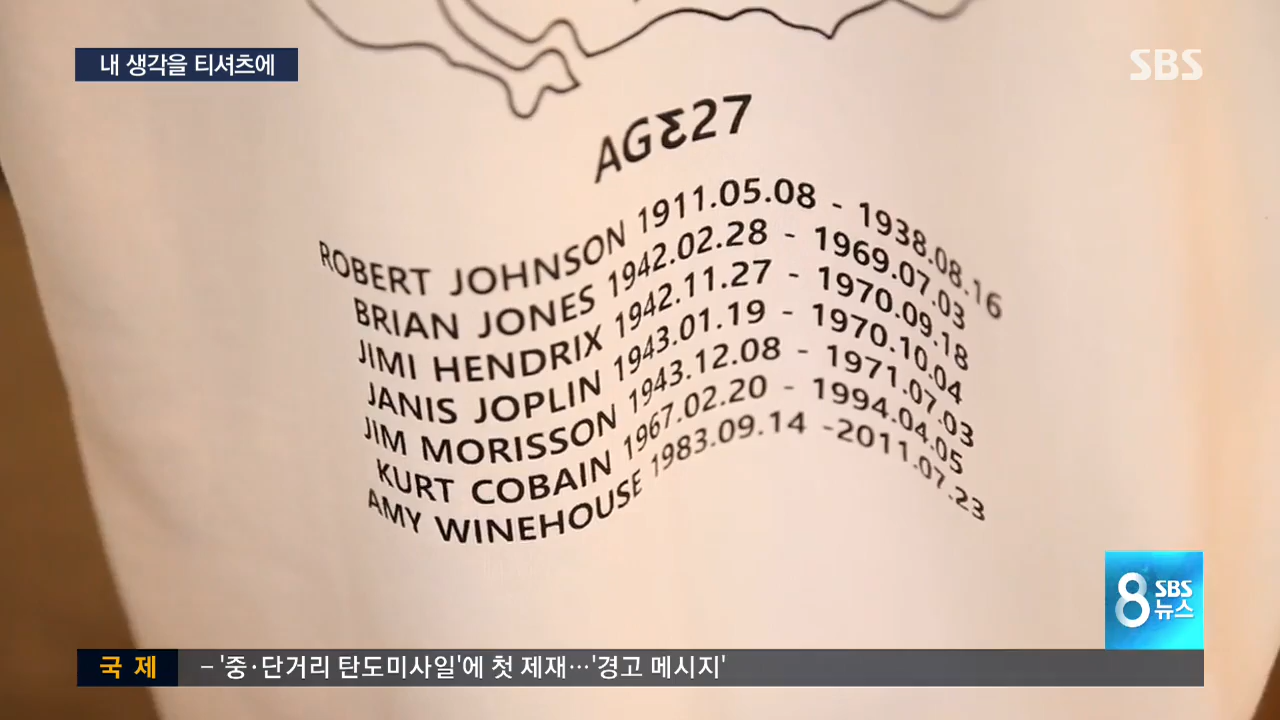 내 생각을 티셔츠에
SBS
AGΣ27
ROBERT JOHNSON 1911.05.08 - 1938.08.16
BRIAN JONES 1942.02.28 - 1969.07.03
JIMI HENDRIX 1942.11.27 - 1970.09.18
JANIS JOPLIN 1943.01.19 - 1970.10.04
JIM MORISSON 1943.12.08 - 1971.07.03
KURT COBAIN 1967.02.20 - 1994.04.05
AMY WINEHOUSE 1983.09.14 -2011.07.23
8 SBS 뉴스
국 제 – '중·단거리 탄도미사일'에 첫 제재…'경고 메시지'